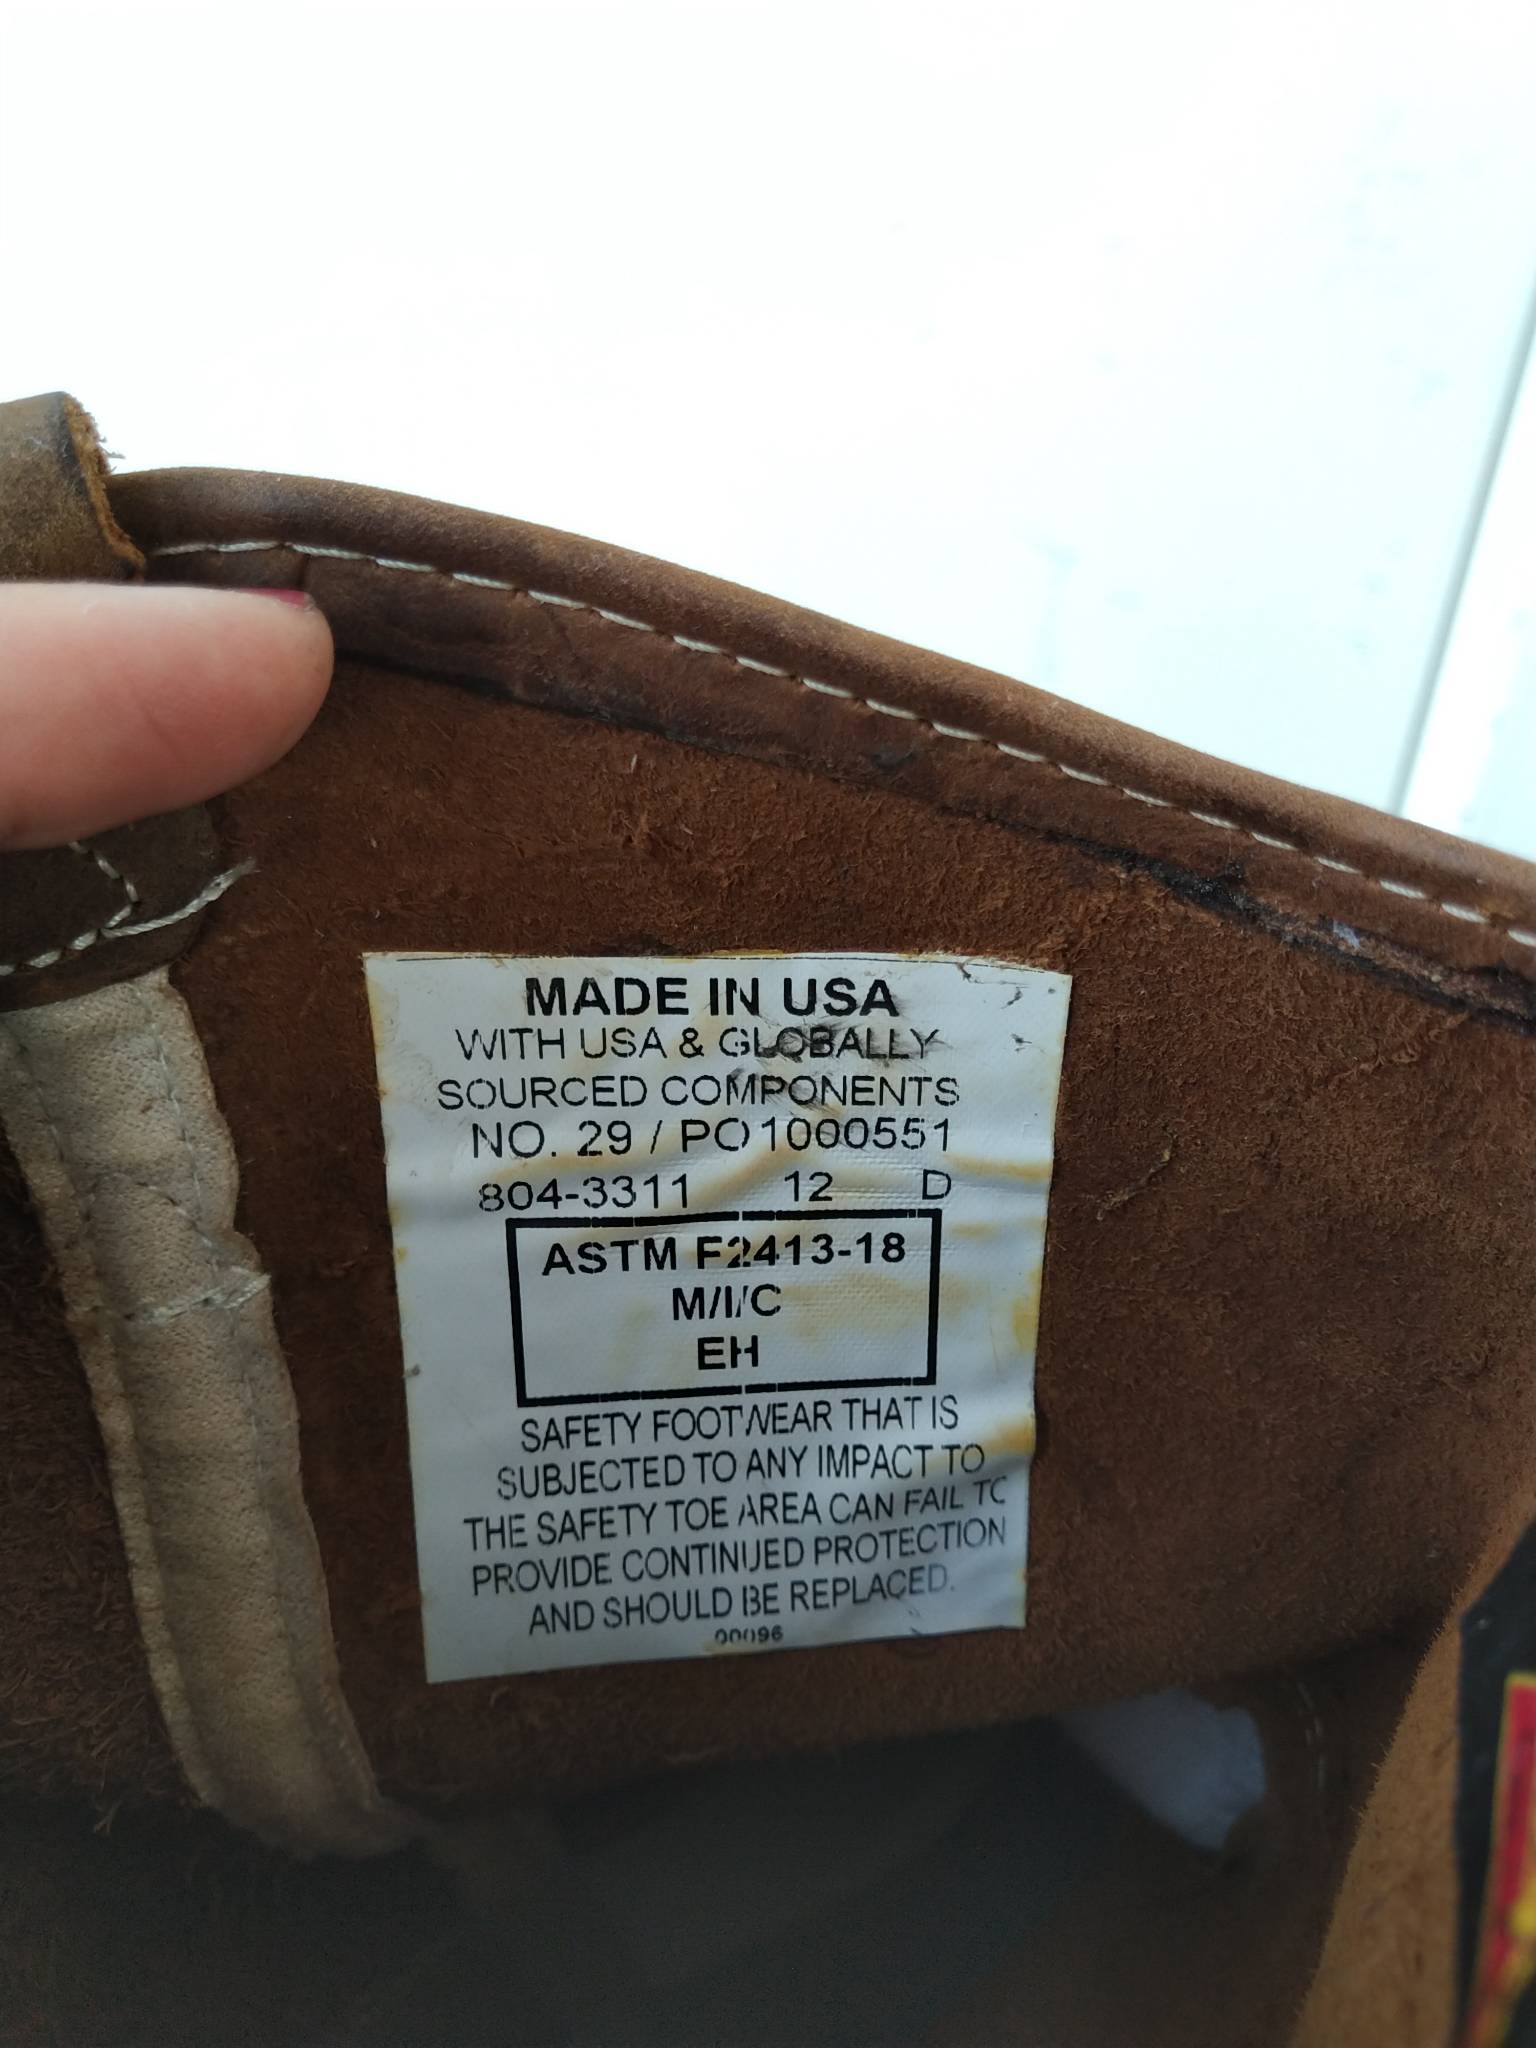 MADE IN USA
WITH USA & GLOBALLY
SOURCED COMPONENTS
NO. 29 / PO1000551
804-3311 12 D
ASTM F2413-18
M/I/C
EH
SAFETY FOOTWEAR THAT IS
SUBJECTED TO ANY IMPACT TO
THE SAFETY TOE AREA CAN FAIL TO
PROVIDE CONTINUED PROTECTION
AND SHOULD BE REPLACED.
00096